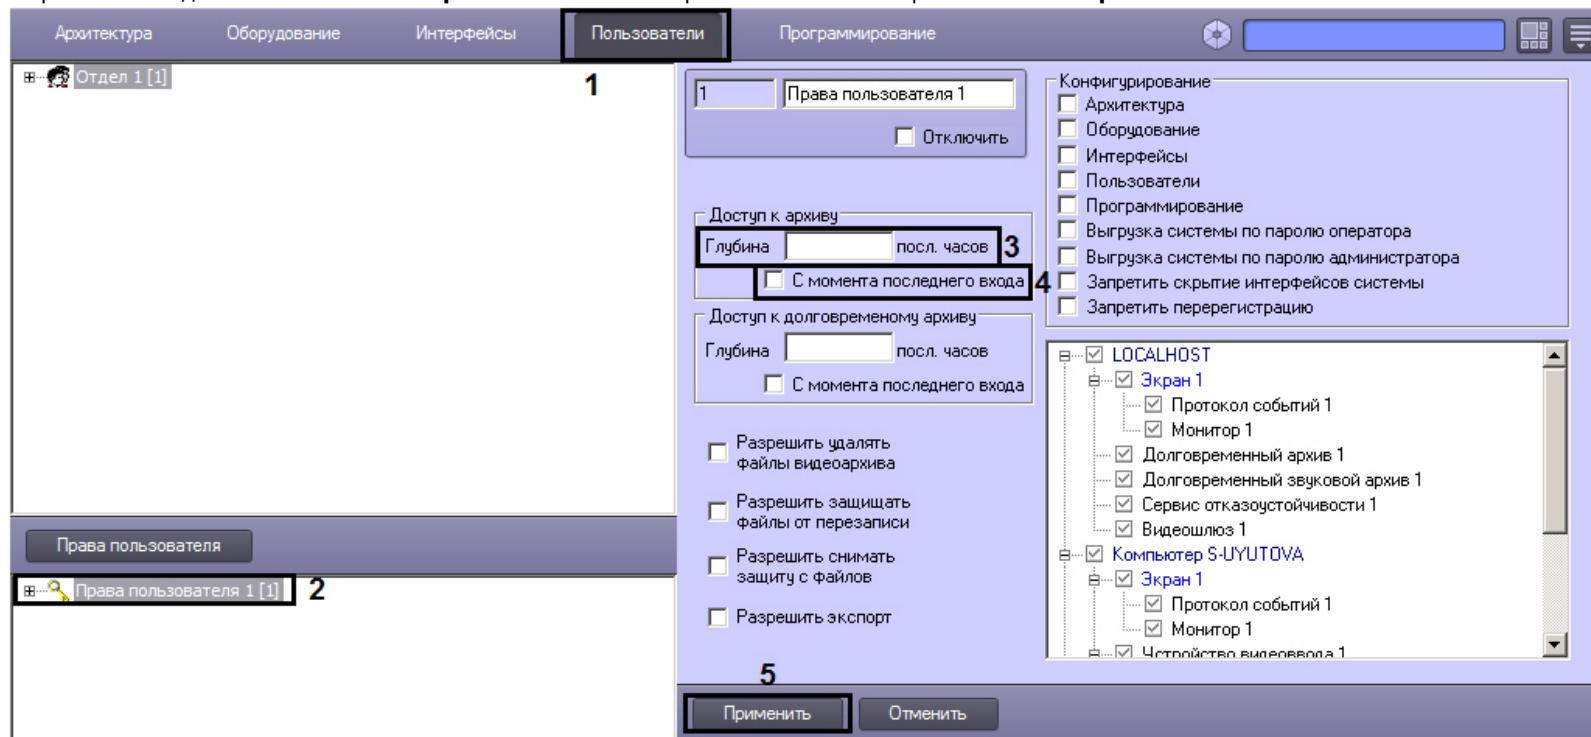 Архитектура Оборудование Интерфейсы Пользователи Программирование
1
Отдел 1 [1]
Права пользователя
Права пользователя 1 [1]
2
1 Права пользователя 1
Отключить
Доступ к архиву
Глубина посл. часов 3
С момента последнего входа 4
Доступ к долговременому архиву
Глубина посл. часов
С момента последнего входа
Разрешить удалять
файлы видеоархива
Разрешить защищать
файлы от перезаписи
Разрешить снимать
защиту с файлов
Разрешить экспорт
Конфигурирование
Архитектура
Оборудование
Интерфейсы
Пользователи
Программирование
Выгрузка системы по паролю оператора
Выгрузка системы по паролю администратора
Запретить скрытие интерфейсов системы
Запретить перерегистрацию
LOCALHOST
Экран 1
Протокол событий 1
Монитор 1
Долговременный архив 1
Долговременный звуковой архив 1
Сервис отказоустойчивости 1
Видеошлюз 1
Компьютер S-UYUTOVA
Экран 1
Протокол событий 1
Монитор 1
Устройство видеоввода 1
5
Применить Отменить